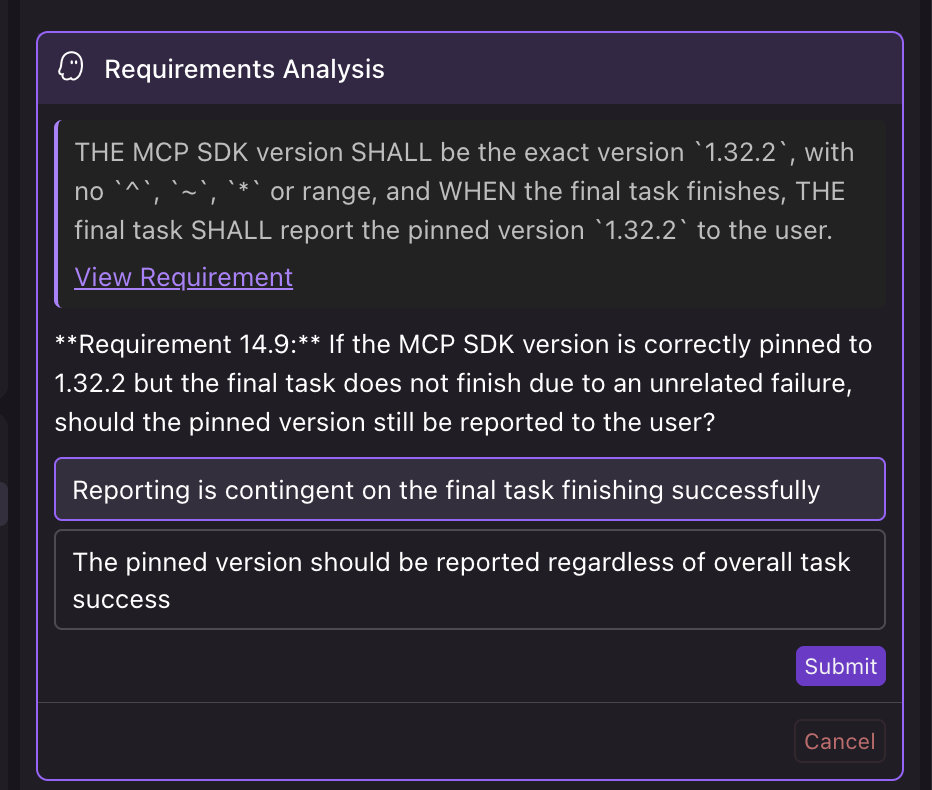 Requirements Analysis
THE MCP SDK version SHALL be the exact version `1.32.2`, with
no `^`, `~`, `*` or range, and WHEN the final task finishes, THE
final task SHALL report the pinned version `1.32.2` to the user.
View Requirement
**Requirement 14.9:** If the MCP SDK version is correctly pinned to
1.32.2 but the final task does not finish due to an unrelated failure,
should the pinned version still be reported to the user?
Reporting is contingent on the final task finishing successfully
The pinned version should be reported regardless of overall task
success
Submit
Cancel